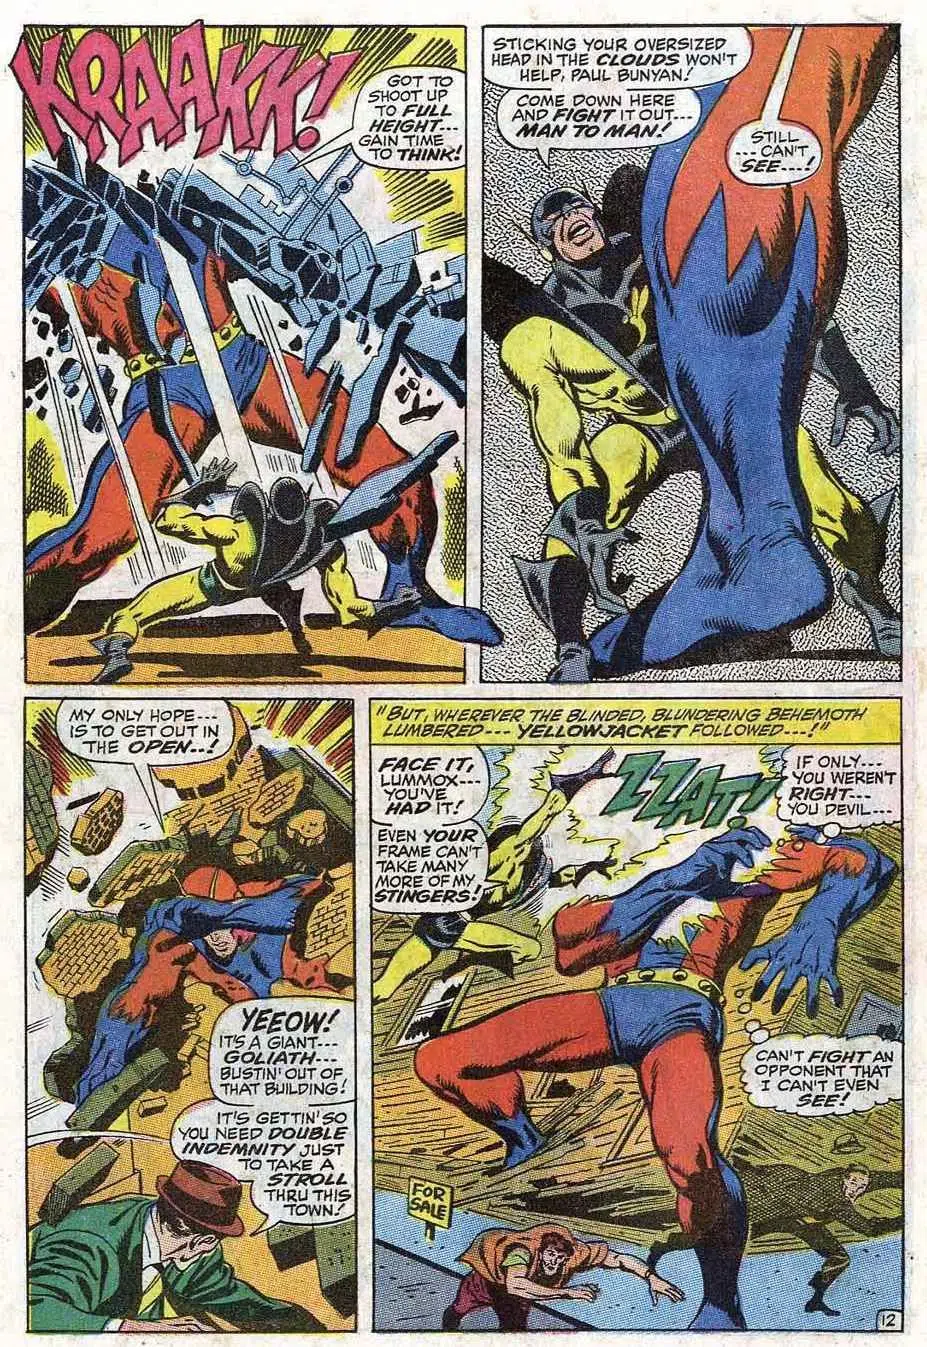 KRAAKK!
GOT TO
SHOOT UP
TO FULL
HEIGHT---
GAIN TIME
TO THINK!
STICKING YOUR OVERSIZED
HEAD IN THE CLOUDS WON'T
HELP, PAUL BUNYAN!
COME DOWN HERE
AND FIGHT IT OUT---
MAN TO MAN!
STILL
--- CAN'T
SEE---!
MY ONLY HOPE---
IS TO GET OUT IN
THE OPEN--!
YEEOW!
IT'S A GIANT---
GOLIATH---
BUSTIN' OUT OF
THAT BUILDING!
IT'S GETTIN' SO
YOU NEED DOUBLE
INDEMNITY JUST
TO TAKE A
STROLL
THRU THIS
TOWN!
"BUT, WHEREVER THE BLINDED, BLUNDERING BEHEMOTH
LUMBERED--- YELLOWJACKET FOLLOWED---!"
FACE IT,
LUMMOX---
YOU'VE
HAD IT!
EVEN YOUR
FRAME CAN'T
TAKE MANY
MORE OF MY
STINGERS!
ZZAT!
IF ONLY---
YOU WEREN'T
RIGHT---
YOU DEVIL---
CAN'T FIGHT AN
OPPONENT THAT
I CAN'T EVEN
SEE!
FOR
SALE
12